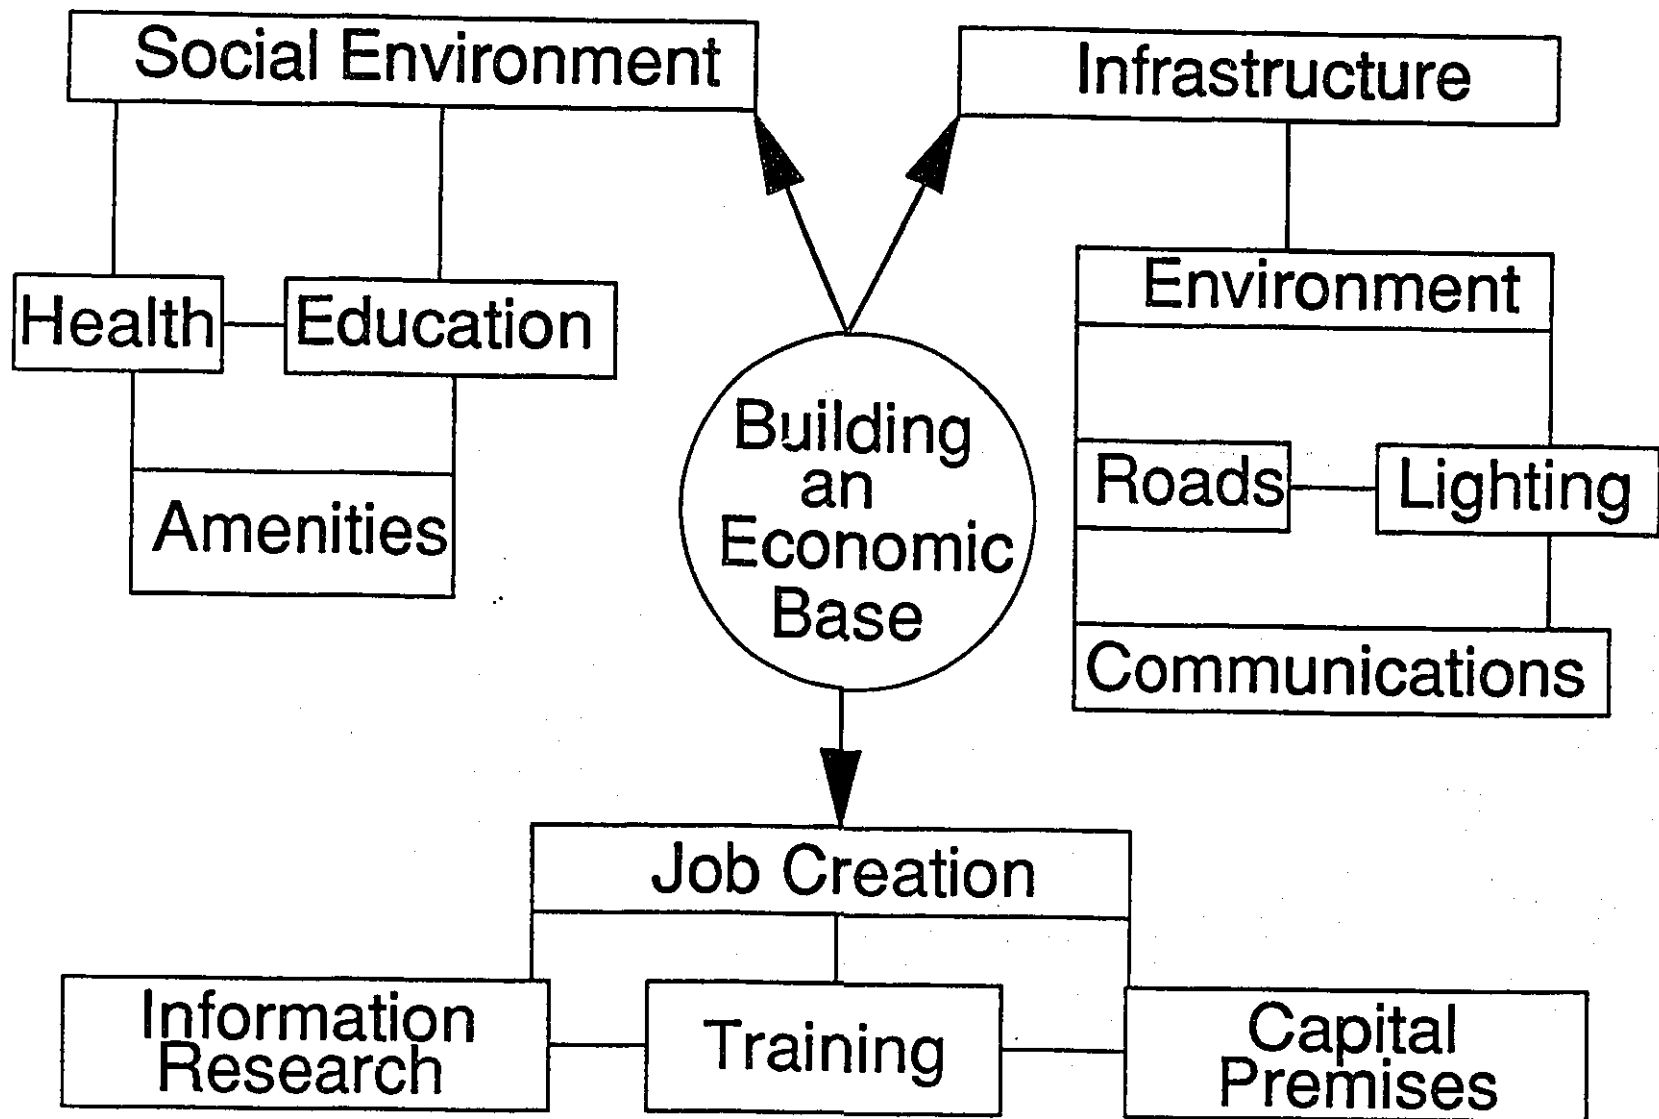 Social Environment
Infrastructure
Health
Education
Amenities
Environment
Roads
Lighting
Communications
Building
an
Economic
Base
Job Creation
Information
Research
Training
Capital
Premises